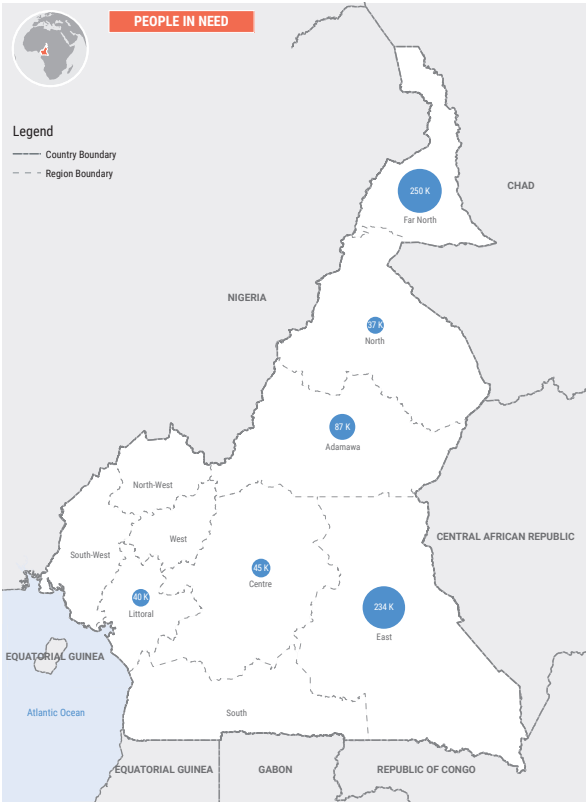 PEOPLE IN NEED
Legend
Country Boundary
Region Boundary
250 K
Far North
CHAD
NIGERIA
37 K
North
87 K
Adamawa
North-West
West
South-West
CENTRAL AFRICAN REPUBLIC
45 K
Centre
40 K
Littoral
234 K
East
EQUATORIAL GUINEA
Atlantic Ocean
South
EQUATORIAL GUINEA
GABON
REPUBLIC OF CONGO